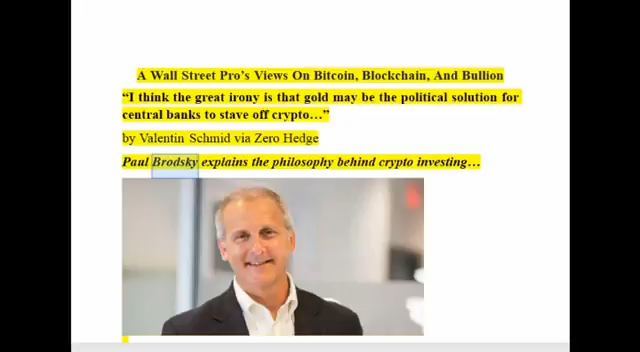 A Wall Street Pro's Views On Bitcoin, Blockchain, And Bullion
“I think the great irony is that gold may be the political solution for
central banks to stave off crypto…”
by Valentin Schmid via Zero Hedge
Paul Brodsky explains the philosophy behind crypto investing…